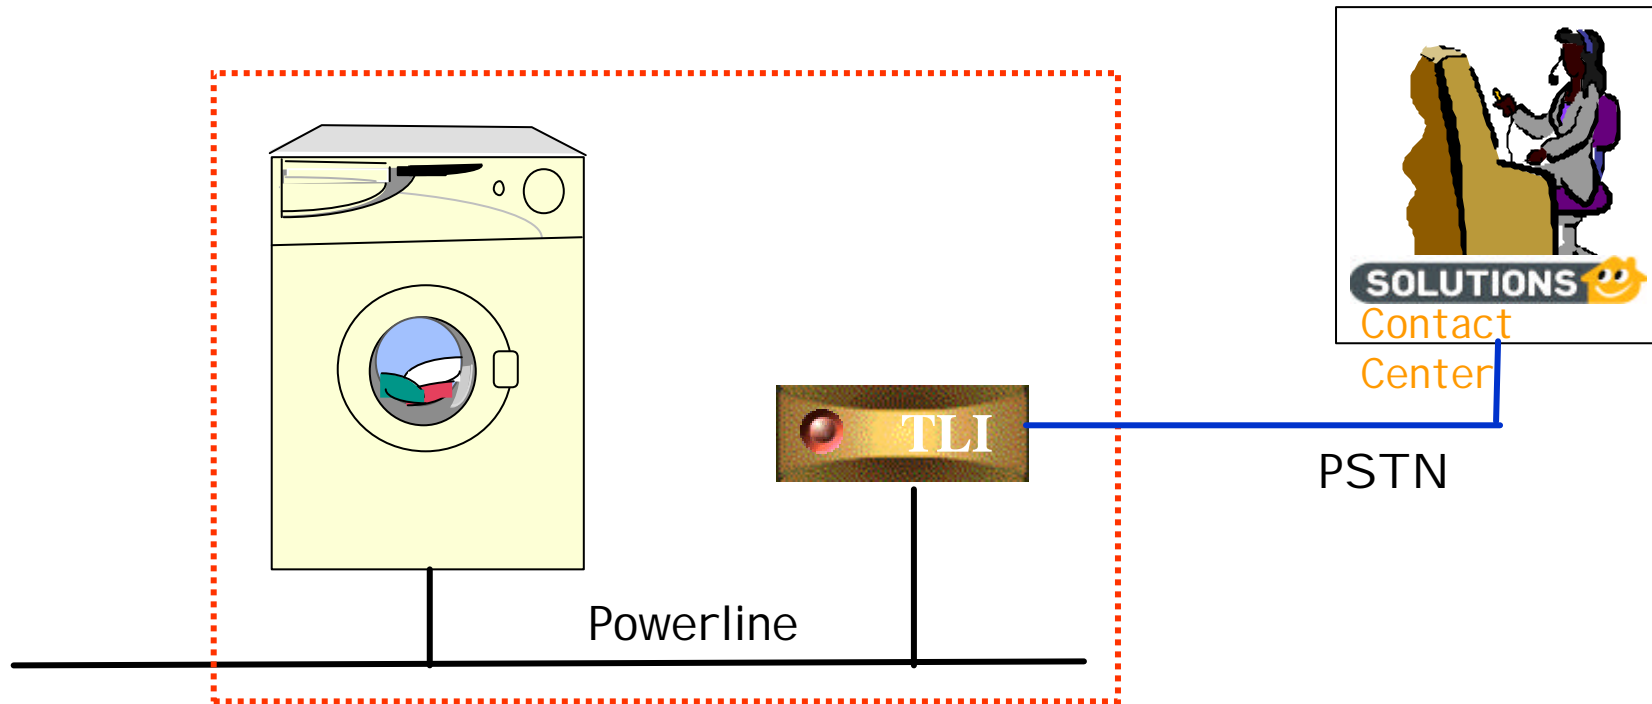 SOLUTIONS
Contact
Center
TLI
PSTN
Powerline